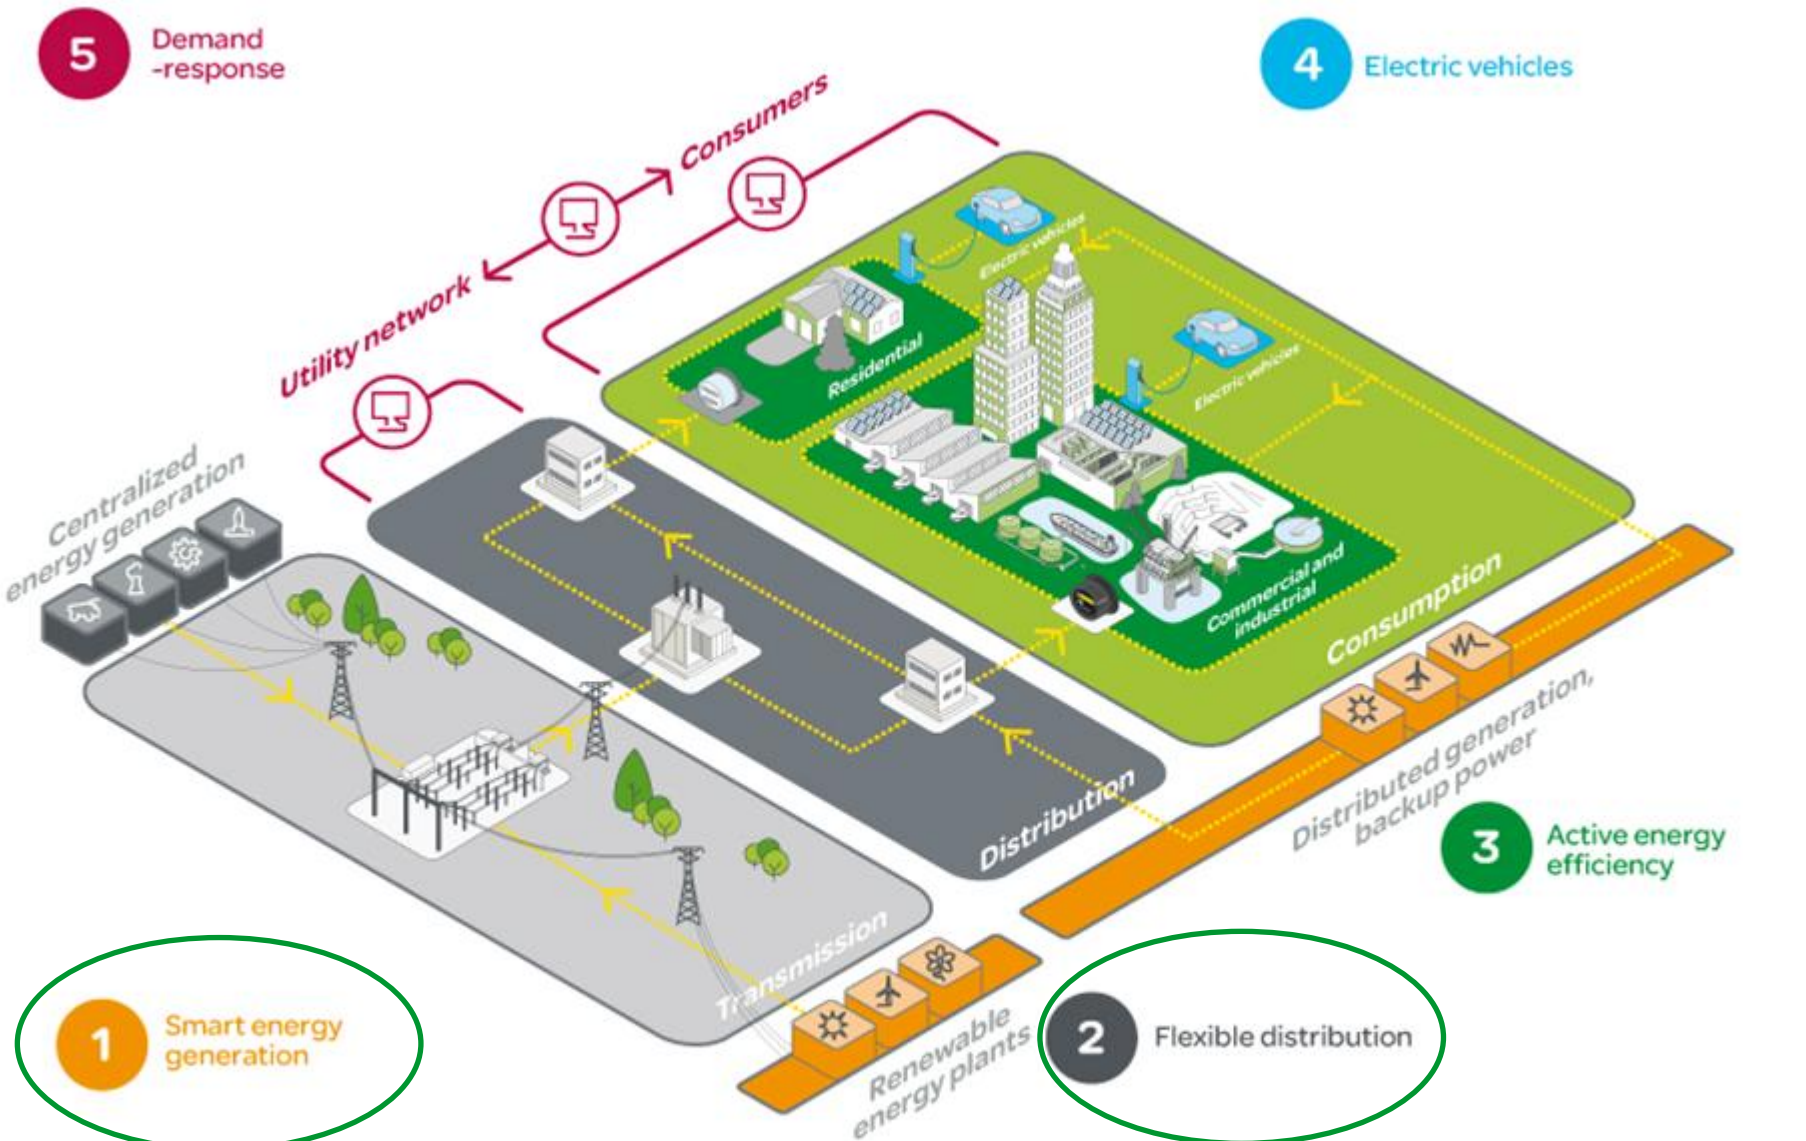 5
Demand
-response
4
Electric vehicles
Consumers
Utility network
Electric vehicles
Electric vehicles
Residential
Centralized
energy generation
Commercial and
industrial
Consumption
Distribution
Distributed generation,
backup power
3
Active energy
efficiency
Transmission
Renewable
energy plants
1
Smart energy
generation
2
Flexible distribution